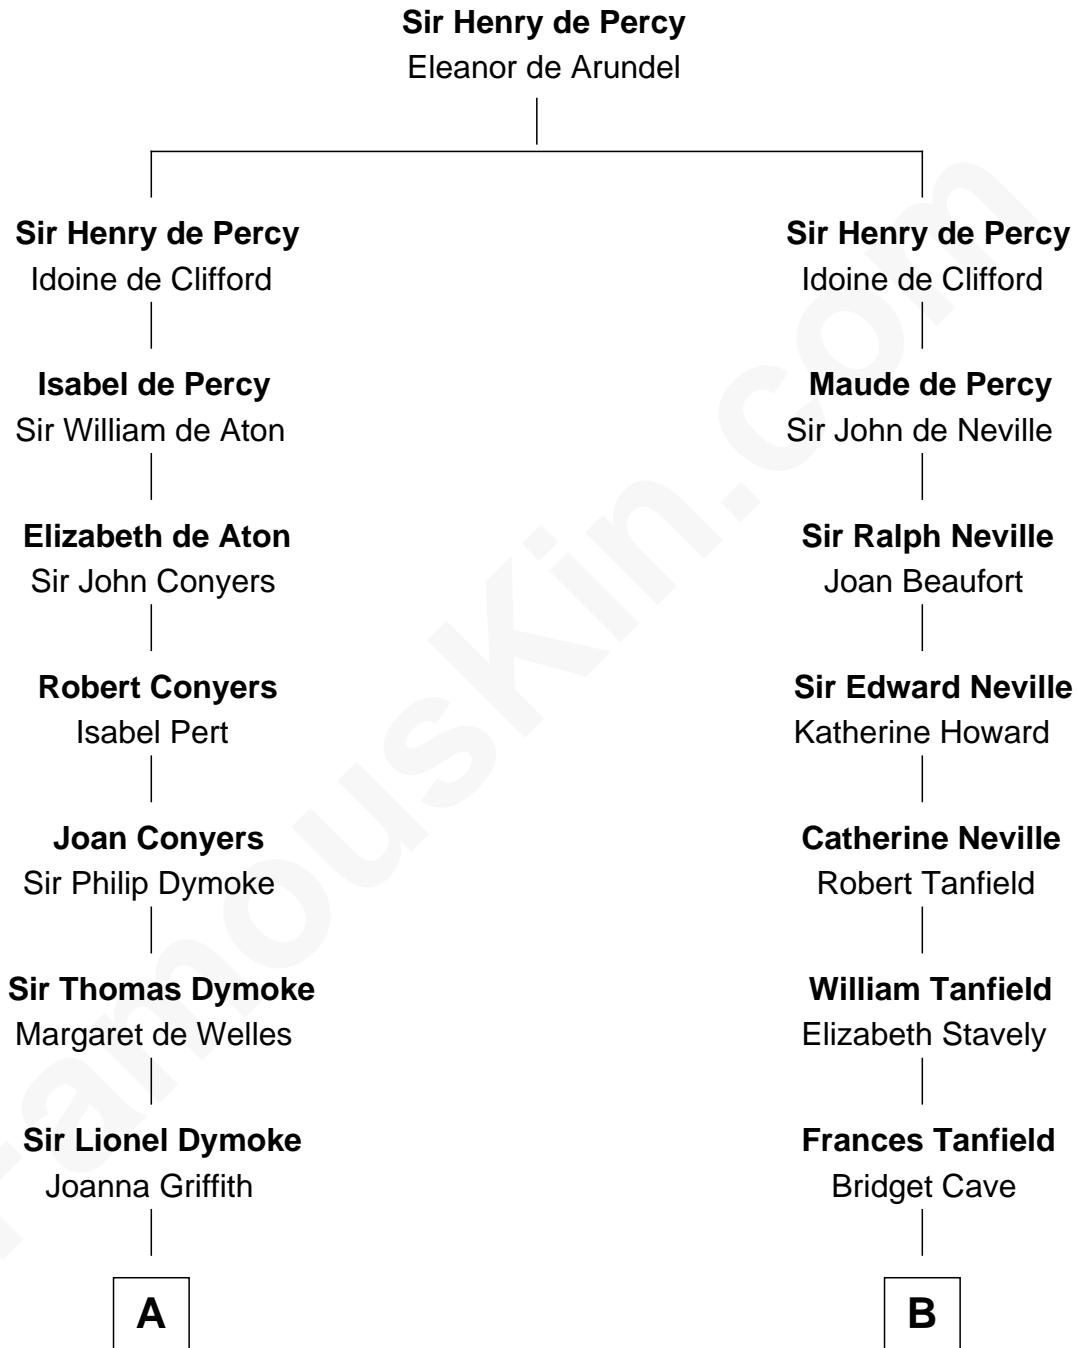 Sir Henry de Percy
Eleanor de Arundel
Sir Henry de Percy
Idoine de Clifford
Isabel de Percy
Sir William de Aton
Elizabeth de Aton
Sir John Conyers
Robert Conyers
Isabel Pert
Joan Conyers
Sir Philip Dymoke
Sir Thomas Dymoke
Margaret de Welles
Sir Lionel Dymoke
Joanna Griffith
A
Sir Henry de Percy
Idoine de Clifford
Maude de Percy
Sir John de Neville
Sir Ralph Neville
Joan Beaufort
Sir Edward Neville
Katherine Howard
Catherine Neville
Robert Tanfield
William Tanfield
Elizabeth Stavely
Frances Tanfield
Bridget Cave
B
FamousKin.com